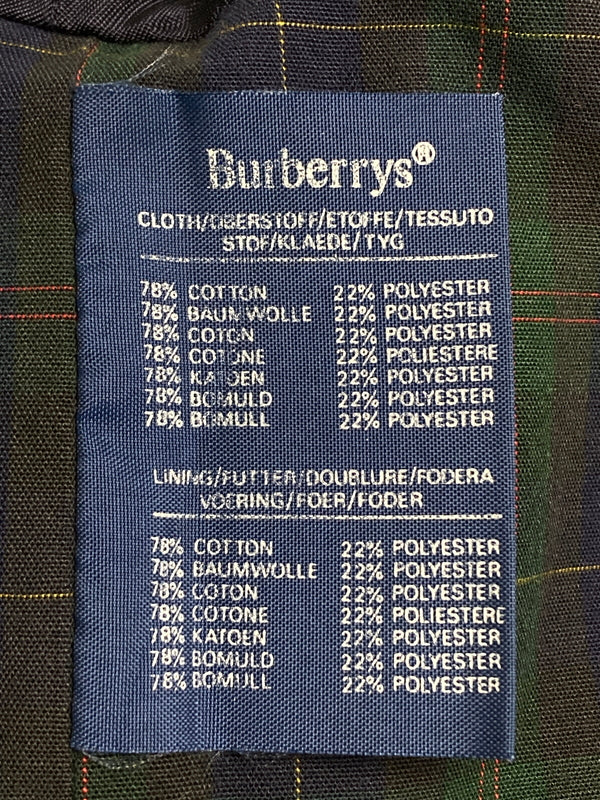 Burberrys®
CLOTH/OBERSTOFF/ETOFFE/TESSUTO
STOF/KLAEDE/TYG
78% COTTON 22% POLYESTER
78% BAUMWOLLE 22% POLYESTER
78% COTON 22% POLYESTER
78% COTONE 22% POLIESTERE
78% KATOEN 22% POLYESTER
78% BOMULD 22% POLYESTER
78% BOMULL 22% POLYESTER
LINING/FUTTER/DOUBLURE/FODERA
VOERING/FOER/FODER
78% COTTON 22% POLYESTER
78% BAUMWOLLE 22% POLYESTER
78% COTON 22% POLYESTER
78% COTONE 22% POLIESTERE
78% KATOEN 22% POLYESTER
78% BOMULD 22% POLYESTER
78% BOMULL 22% POLYESTER